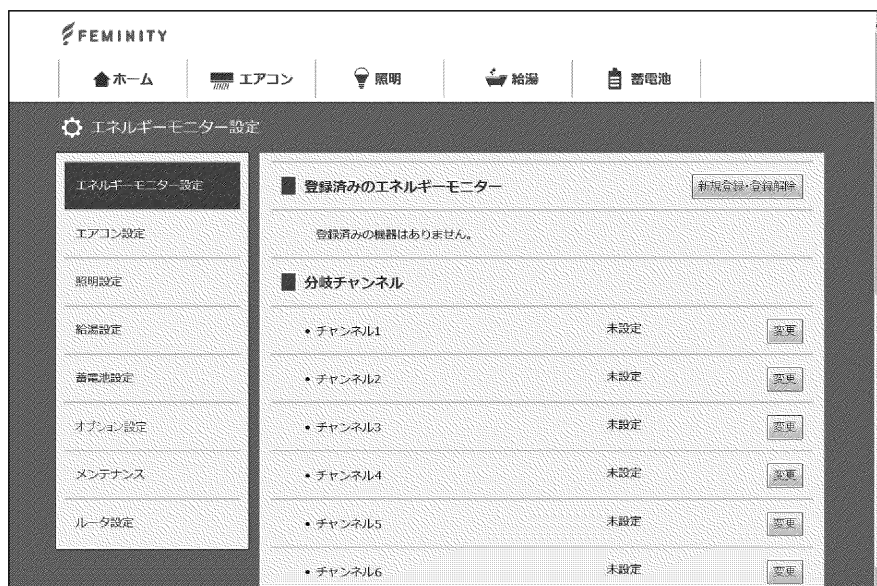 FEMINITY
ホーム エアコン 照明 給湯 蓄電池
エネルギーモニター設定
エネルギーモニター設定
エアコン設定
照明設定
給湯設定
蓄電池設定
オプション設定
メンテナンス
ルータ設定
登録済みのエネルギーモニター 新規登録・登録解除
登録済みの機器はありません。
分岐チャンネル
• チャンネル1 未設定 変更
• チャンネル2 未設定 変更
• チャンネル3 未設定 変更
• チャンネル4 未設定 変更
• チャンネル5 未設定 変更
• チャンネル6 未設定 変更